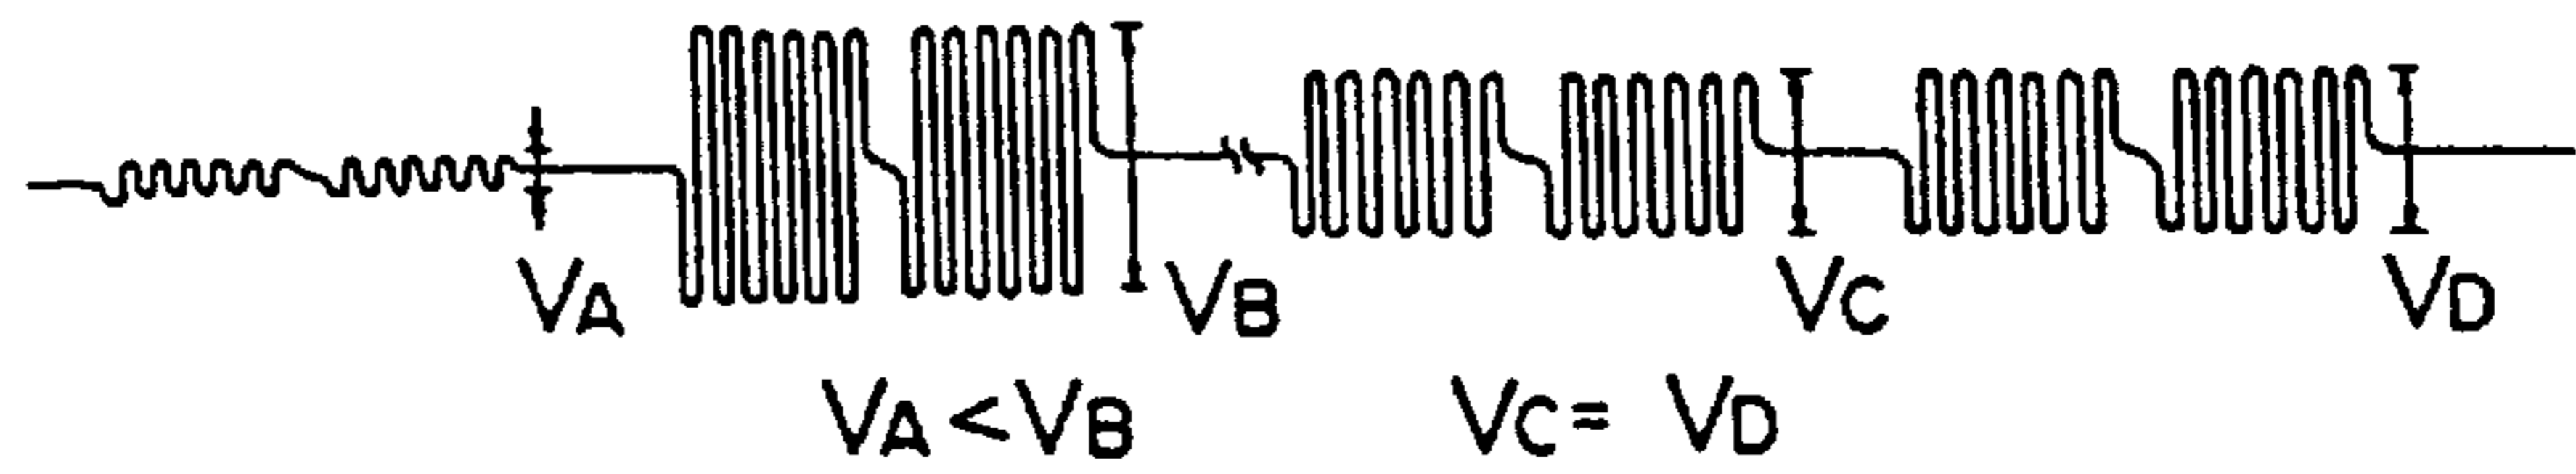 VA VB VC VD
VA < VB VC = VD